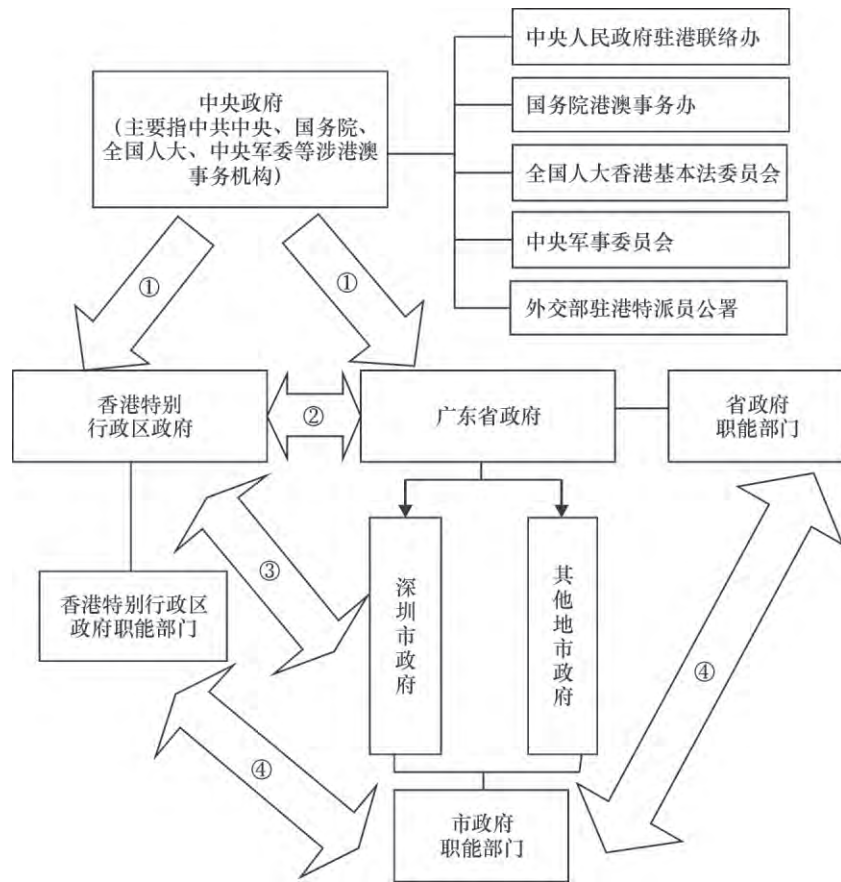 中央人民政府驻港联络办
中央政府
（主要指中共中央、国务院、
全国人大、中央军委等涉港澳
事务机构）
国务院港澳事务办
全国人大香港基本法委员会
中央军事委员会
外交部驻港特派员公署
①
①
香港特别
行政区政府
②
广东省政府
省政府
职能部门
③
香港特别行政区
政府职能部门
深圳市政府
其他地市政府
④
④
市政府
职能部门